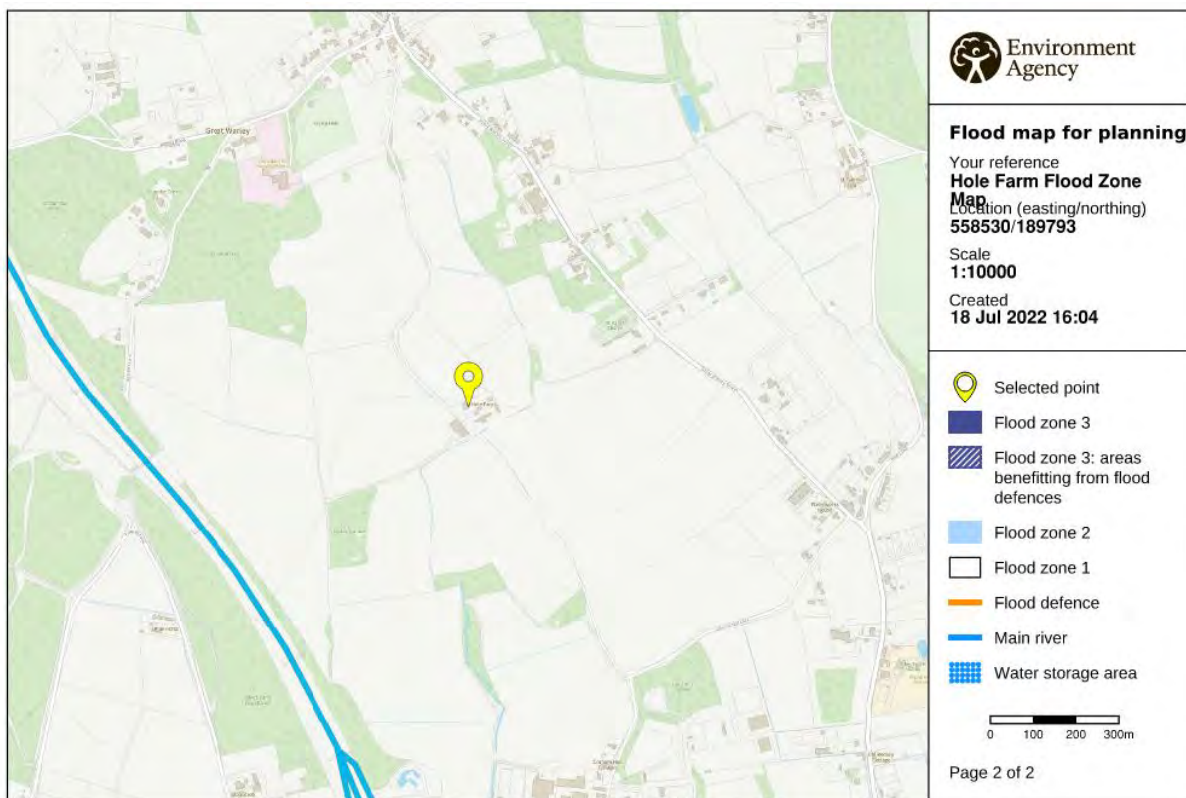 Environment
Agency
Flood map for planning
Your reference
Hole Farm Flood Zone
Map
Location (easting/northing)
558530/189793
Scale
1:10000
Created
18 Jul 2022 16:04
Selected point
Flood zone 3
Flood zone 3: areas
benefitting from flood
defences
Flood zone 2
Flood zone 1
Flood defence
Main river
Water storage area
0 100 200 300m
Page 2 of 2
Great Warley